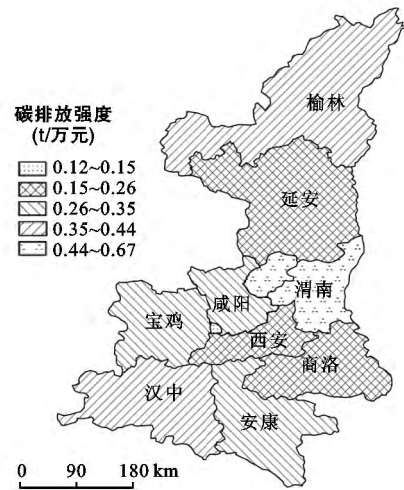 碳排放强度
(t/万元)
0.12~0.15
0.15~0.26
0.26~0.35
0.35~0.44
0.44~0.67
榆林
延安
渭南
咸阳
宝鸡
西安
商洛
汉中
安康
0 90 180 km